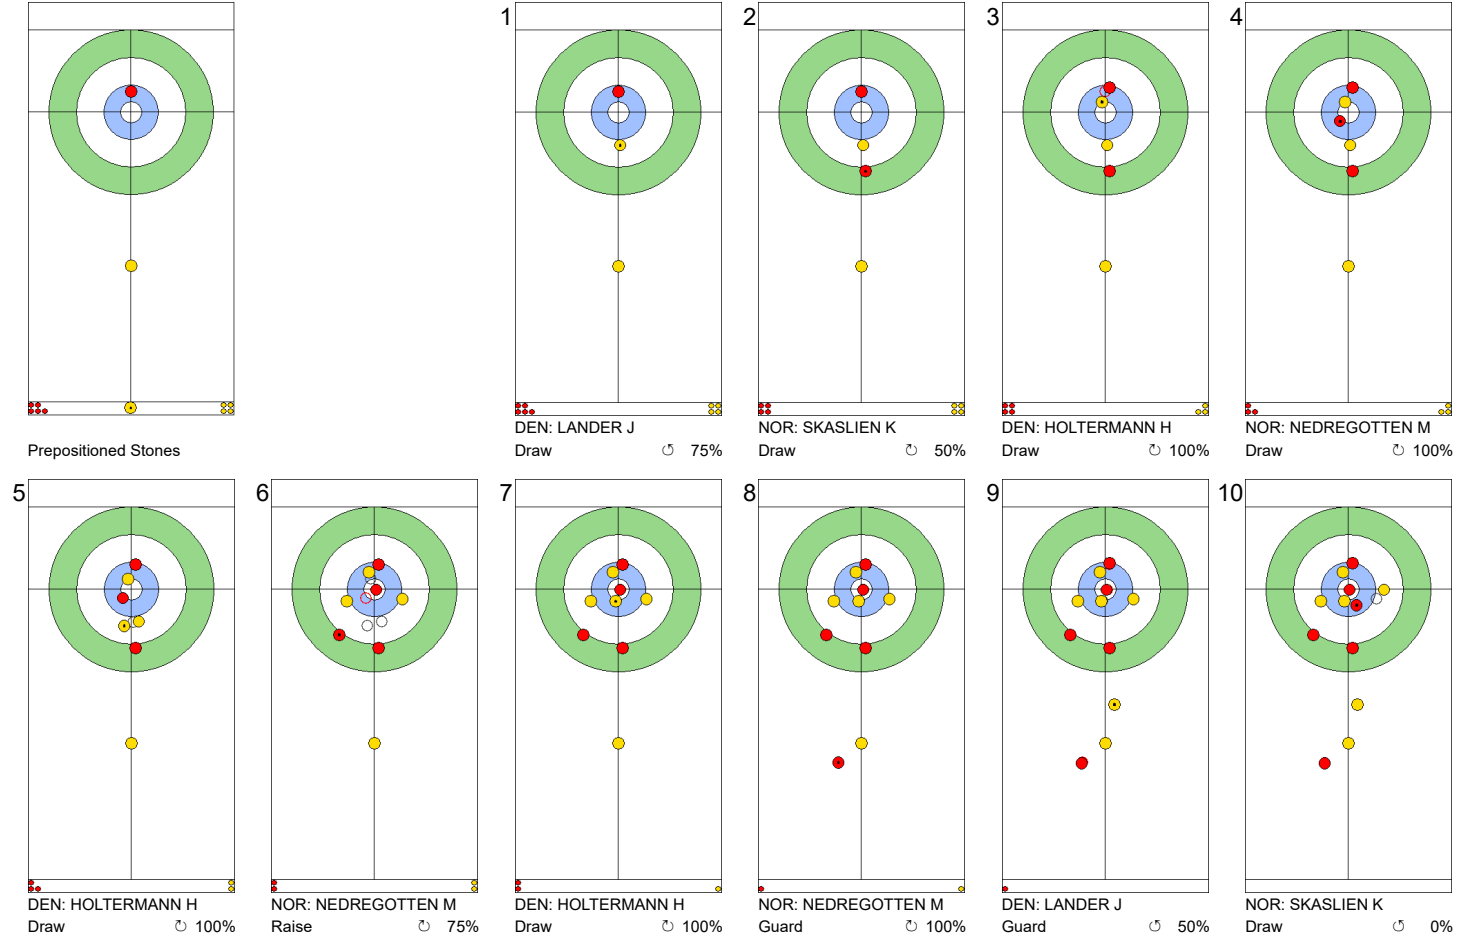 Prepositioned Stones
1
DEN: LANDER J
Draw 75%
2
NOR: SKASLIEN K
Draw 50%
3
DEN: HOLTERMANN H
Draw 100%
4
NOR: NEDREGOTTEN M
Draw 100%
5
DEN: HOLTERMANN H
Draw 100%
6
NOR: NEDREGOTTEN M
Raise 75%
7
DEN: HOLTERMANN H
Draw 100%
8
NOR: NEDREGOTTEN M
Guard 100%
9
DEN: LANDER J
Guard 50%
10
NOR: SKASLIEN K
Draw 0%